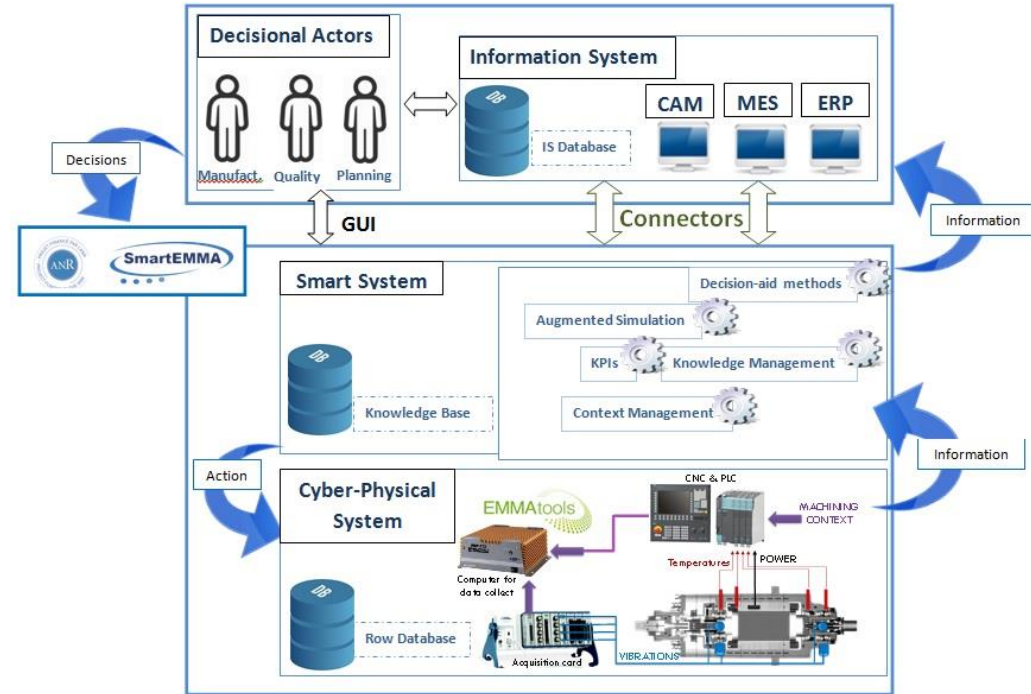 Decisional Actors
Manufact.
Quality
Planning
Information System
DB
IS Database
CAM
MES
ERP
Decisions
GUI
Connectors
Information
ANR
SmartEMMA
Smart System
DB
Knowledge Base
Decision-aid methods
Augmented Simulation
KPIs
Knowledge Management
Context Management
Action
Information
Cyber-Physical
System
DB
Row Database
EMMAtools
Computer for
data collect
CNC & PLC
MACHINING
CONTEXT
Temperatures
POWER
Acquisition card
VIBRATIONS